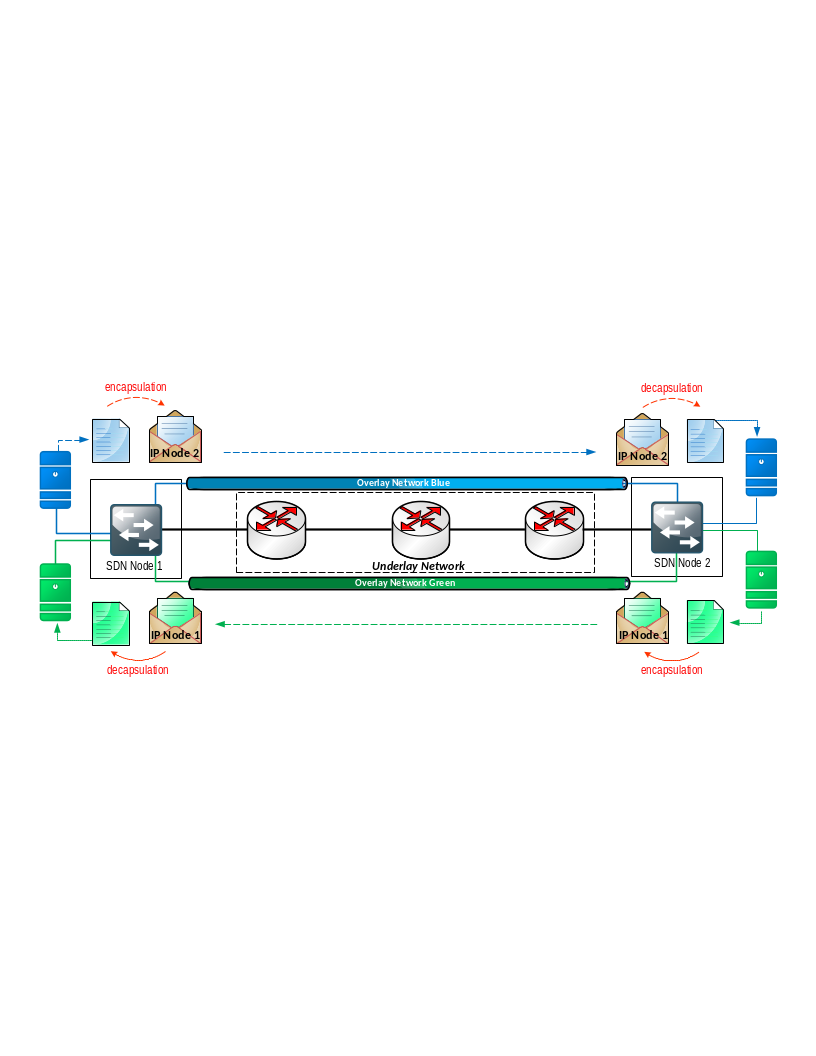 encapsulation
decapsulation
IP Node 2
IP Node 2
Overlay Network Blue
SDN Node 1
Underlay Network
SDN Node 2
Overlay Network Green
IP Node 1
IP Node 1
decapsulation
encapsulation